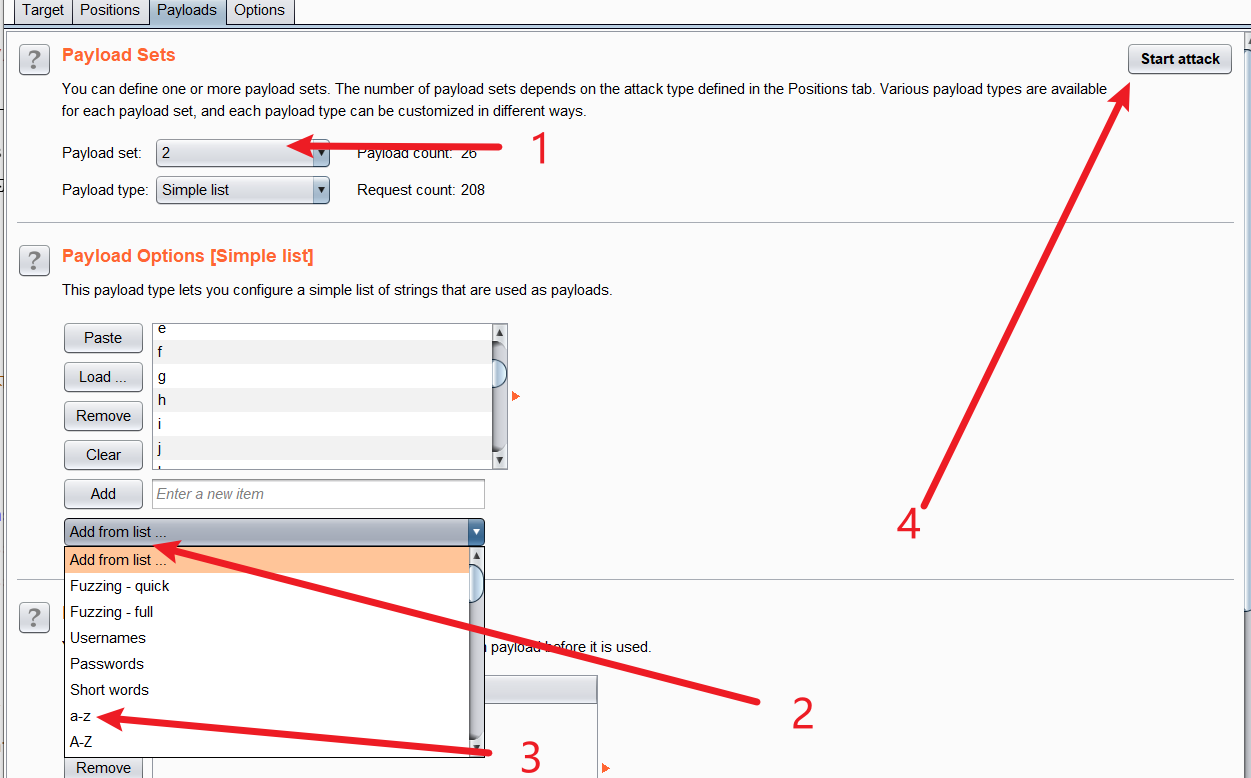 Target Positions Payloads Options
? Payload Sets
Start attack
You can define one or more payload sets. The number of payload sets depends on the attack type defined in the Positions tab. Various payload types are available
for each payload set, and each payload type can be customized in different ways.
Payload set: 2 Payload count: 26 1
Payload type: Simple list Request count: 208
? Payload Options [Simple list]
This payload type lets you configure a simple list of strings that are used as payloads.
Paste
Load ...
Remove
Clear
e
f
g
h
i
j
Add Enter a new item
4
Add from list ...
Add from list ...
Fuzzing - quick
Fuzzing - full
?
Usernames
payload before it is used.
Passwords
Short words
a-z
2
A-Z
3
Remove